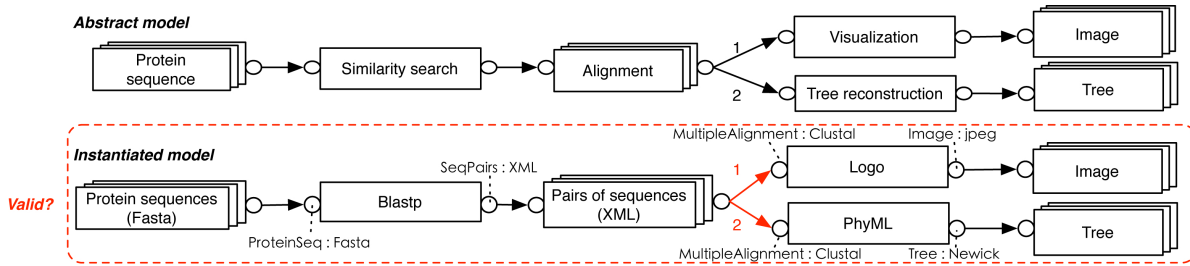 Abstract model
Protein
sequence
Similarity search
Alignment
1
2
Visualization
Image
Tree reconstruction
Tree
Instantiated model
Valid?
Protein sequences
(Fasta)
ProteinSeq : Fasta
Blastp
SeqPairs : XML
Pairs of sequences
(XML)
1
2
MultipleAlignment : Clustal
Logo
Image : jpeg
Image
MultipleAlignment : Clustal
PhyML
Tree : Newick
Tree